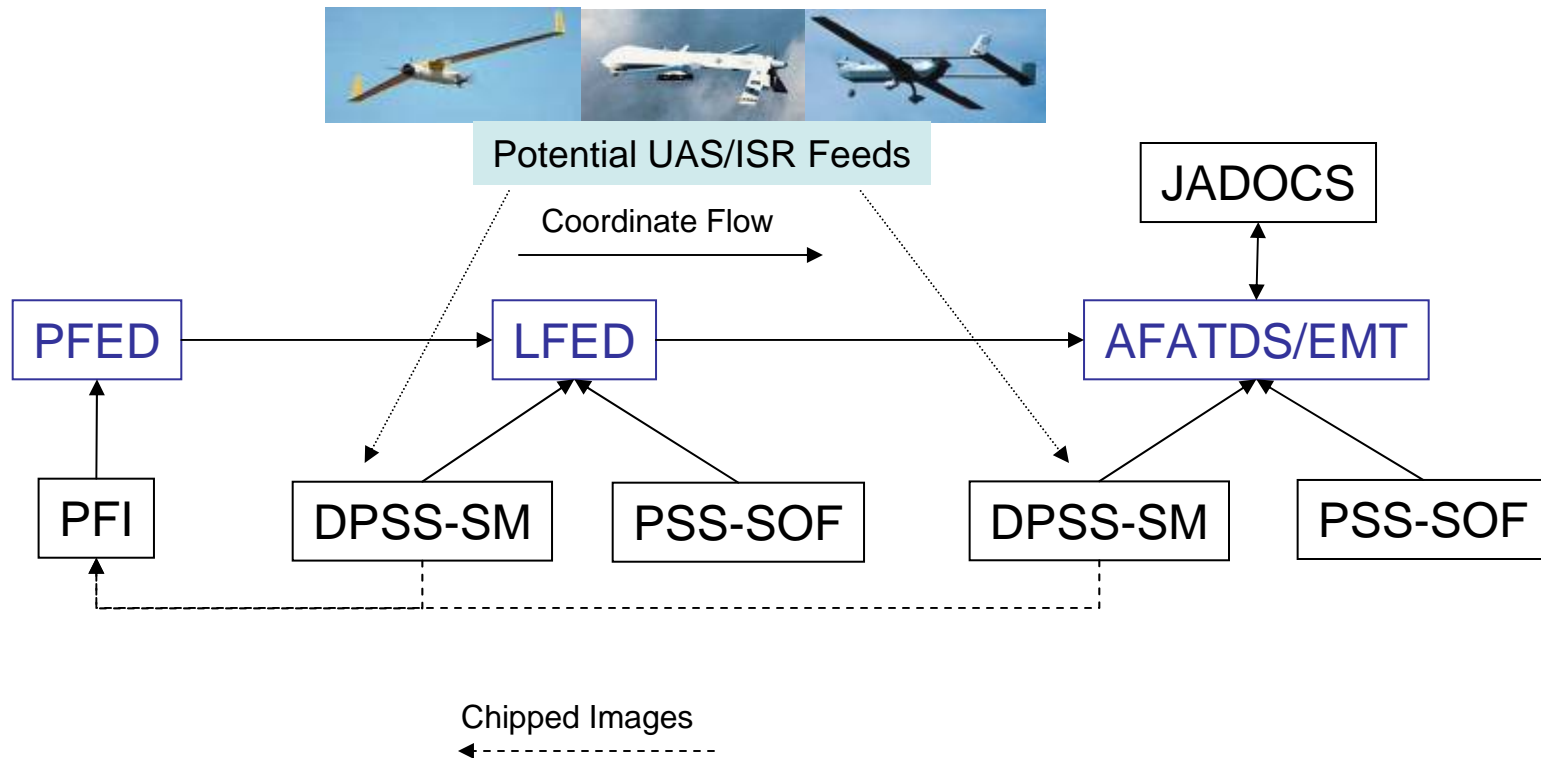 Potential UAS/ISR Feeds
JADOCS
Coordinate Flow
PFED
LFED
AFATDS/EMT
PFI
DPSS-SM
PSS-SOF
DPSS-SM
PSS-SOF
Chipped Images